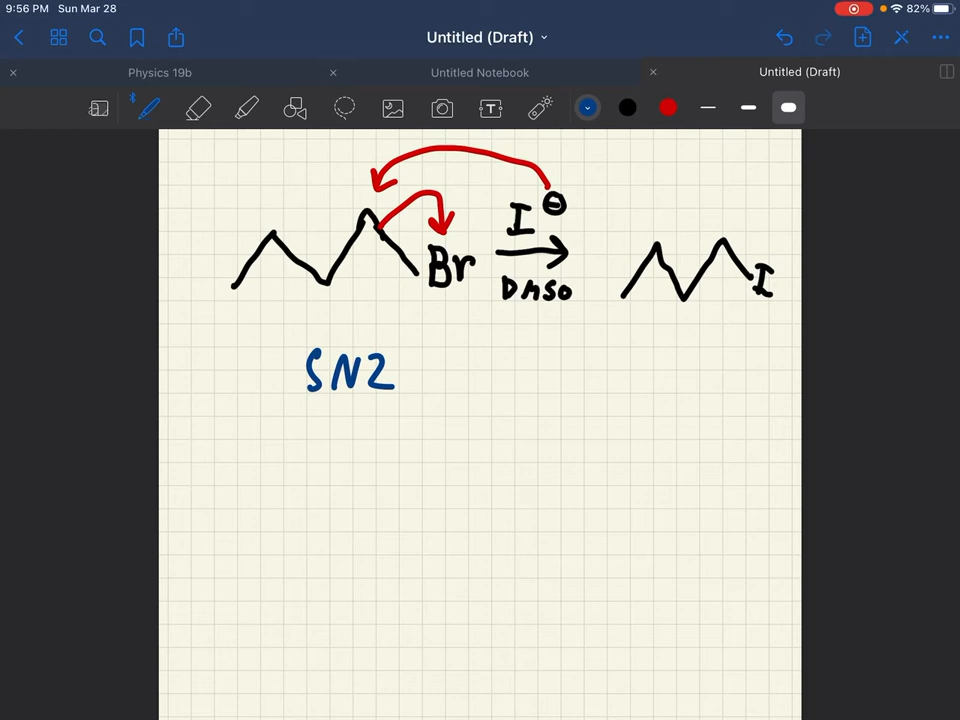 9:56 PM Sun Mar 28
82%
Untitled (Draft)
Physics 19b
Untitled Notebook
Untitled (Draft)
T
I ⊖
Br
DMSO
I
SN2